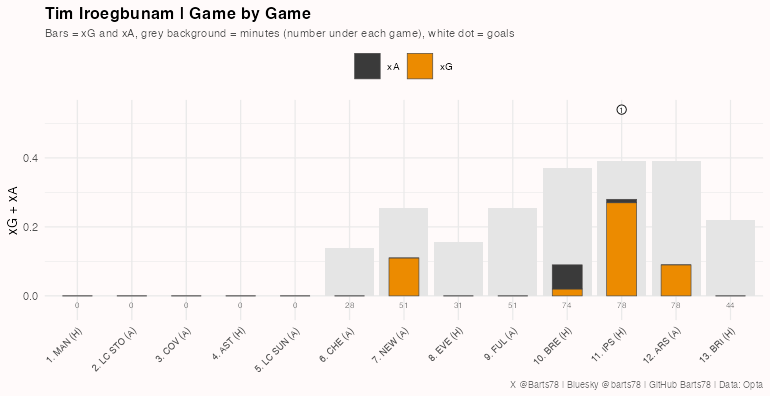 Tim Iroegbunam | Game by Game
Bars = xG and xA, grey background = minutes (number under each game), white dot = goals
xA xG
1
0.4
0.2
0.0
xG + xA
0 0 0 0 0 28 51 31 51 74 78 78 44
1. MAN (H)
2. LC STO (A)
3. COV (A)
4. AST (H)
5. LC SUN (A)
6. CHE (A)
7. NEW (A)
8. EVE (H)
9. FUL (A)
10. BRE (H)
11. IPS (H)
12. ARS (A)
13. BRI (H)
X @Barts78 | Bluesky @barts78 | GitHub Barts78 | Data: Opta